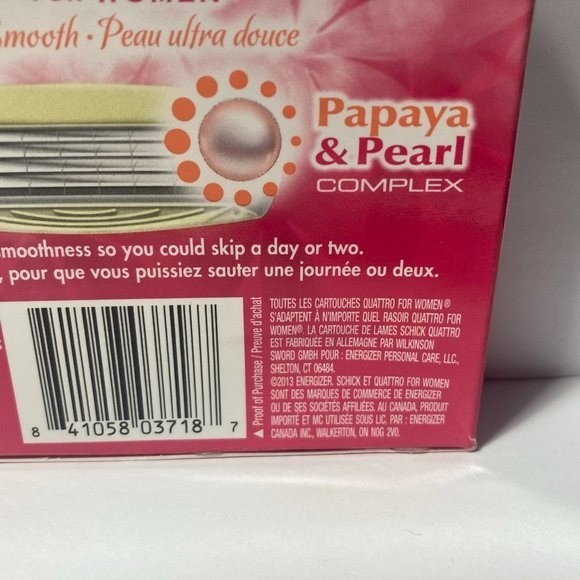 FOR WOMEN
smooth · Peau ultra douce
Papaya
& Pearl
COMPLEX
smoothness so you could skip a day or two.
, pour que vous puissiez sauter une journée ou deux.
▲ Proof of Purchase / Preuve d'achat
TOUTES LES CARTOUCHES QUATTRO FOR WOMEN®
S'ADAPTENT À N'IMPORTE QUEL RASOIR QUATTRO FOR
WOMEN®. LA CARTOUCHE DE LAMES SCHICK QUATTRO
EST FABRIQUÉE EN ALLEMAGNE PAR WILKINSON
SWORD GMBH POUR : ENERGIZER PERSONAL CARE, LLC.,
SHELTON, CT 06484.
©2013 ENERGIZER. SCHICK ET QUATTRO FOR WOMEN
SONT DES MARQUES DE COMMERCE DE ENERGIZER
OU DE SES SOCIÉTÉS AFFILIÉES. AU CANADA, PRODUIT
IMPORTÉ ET MC UTILISÉE SOUS LIC. PAR : ENERGIZER
CANADA INC., WALKERTON, ON N0G 2V0.
8 41058 03718 7